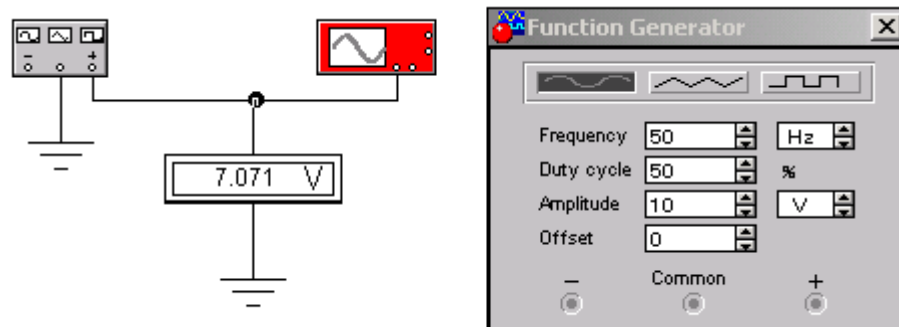 − +
7.071 V
Function Generator
Frequency 50 Hz
Duty cycle 50 %
Amplitude 10 V
Offset 0
− Common +